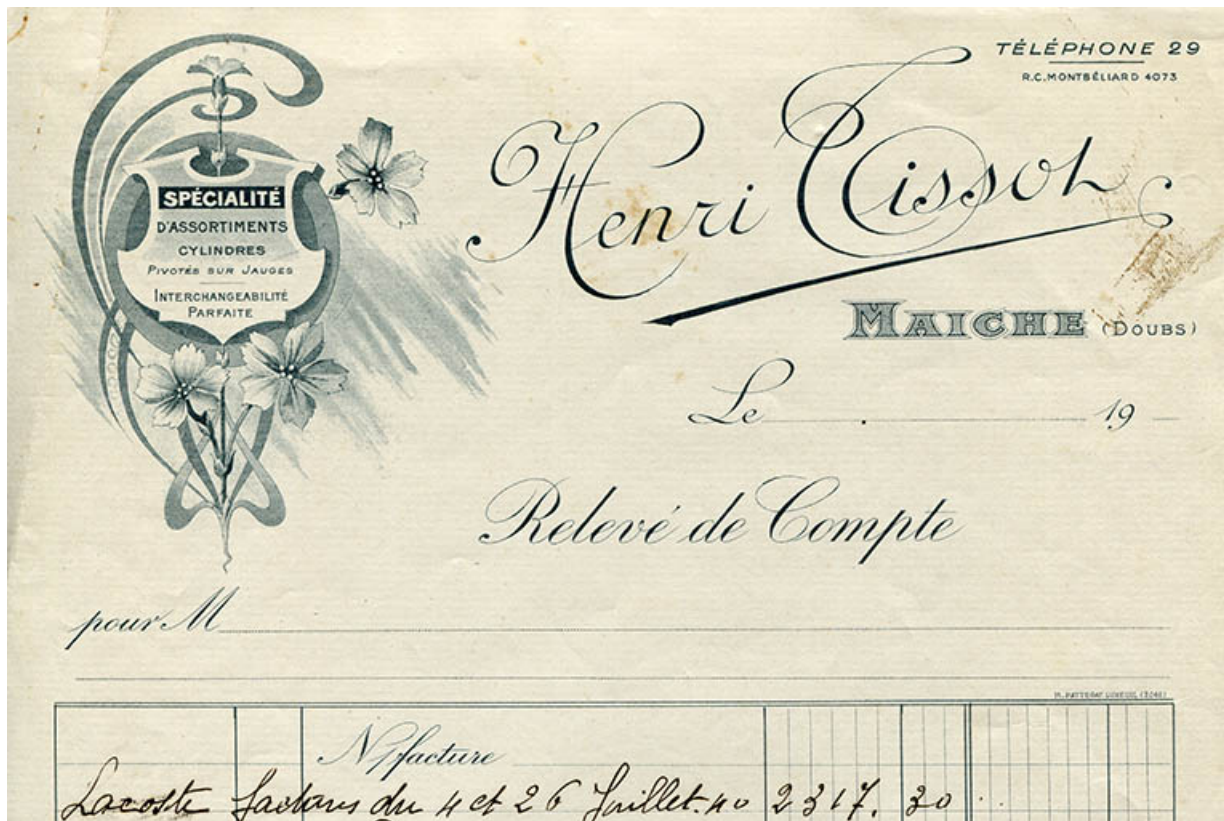 TÉLÉPHONE 29
R.C. MONTBÉLIARD 4073
Henri Tissot
SPÉCIALITÉ
D'ASSORTIMENTS
CYLINDRES
PIVOTÉS SUR JAUGES
INTERCHANGEABILITÉ
PARFAITE
MAICHE (DOUBS)
Le 19
Relevé de Compte
pour M
N/facture
Lacoste factures du 4 et 26 Juillet 40 2317. 30